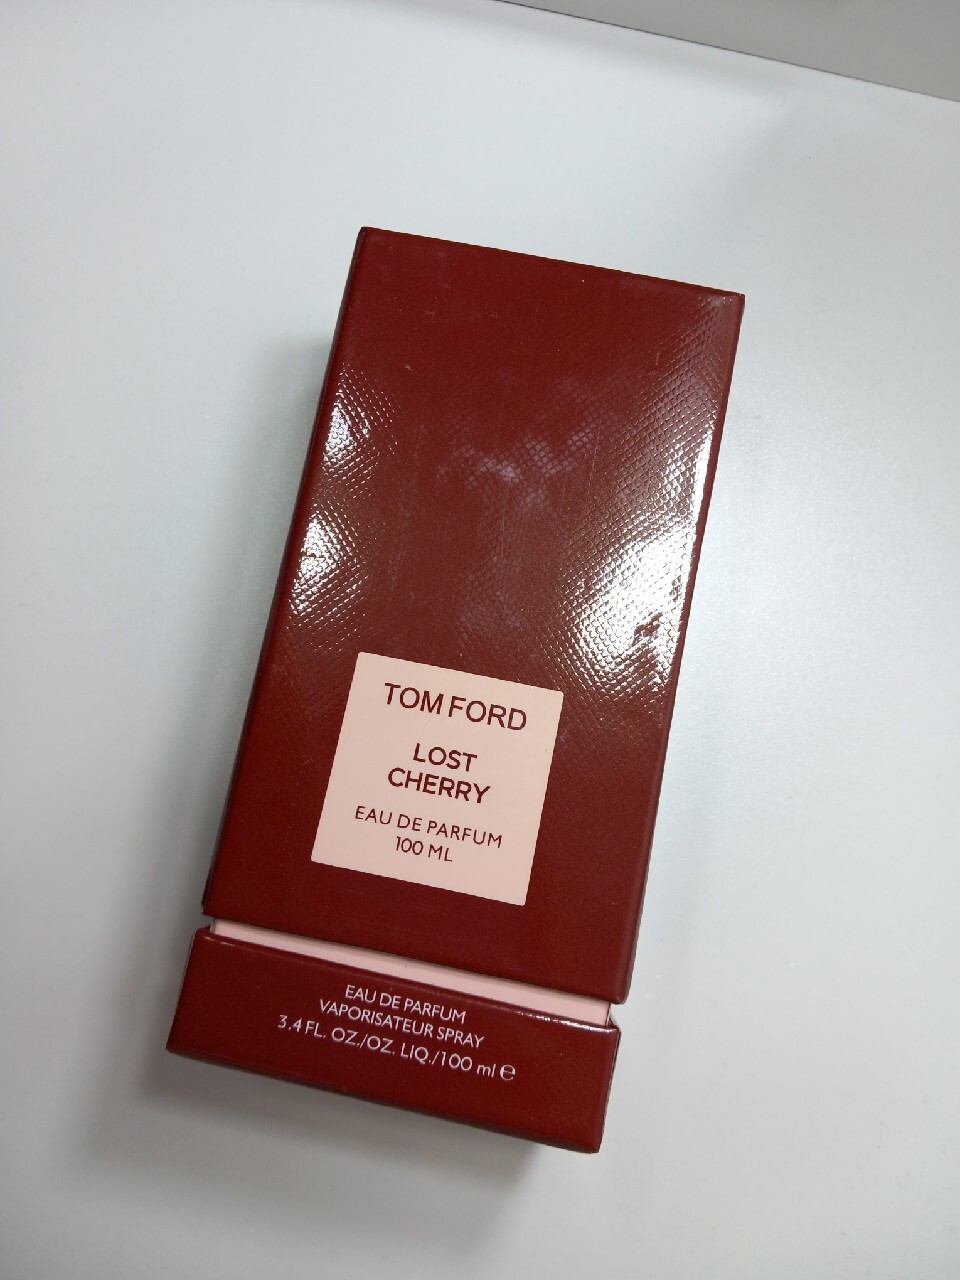 TOM FORD
LOST
CHERRY
EAU DE PARFUM
100 ML
EAU DE PARFUM
VAPORISATEUR SPRAY
3.4 FL. OZ./OZ. LIQ./100 ml ℮